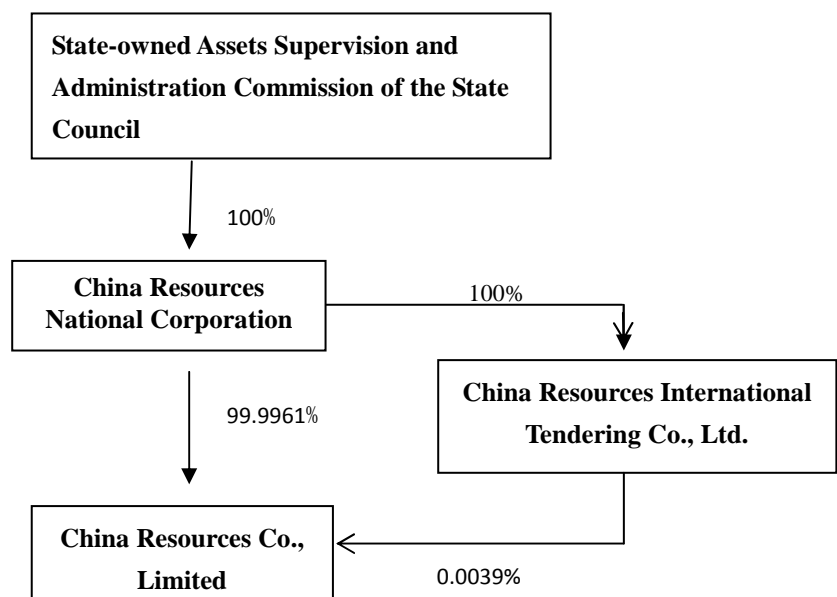 State-owned Assets Supervision and
Administration Commission of the State
Council
100%
China Resources
National Corporation
100%
China Resources International
Tendering Co., Ltd.
99.9961%
China Resources Co.,
Limited
0.0039%